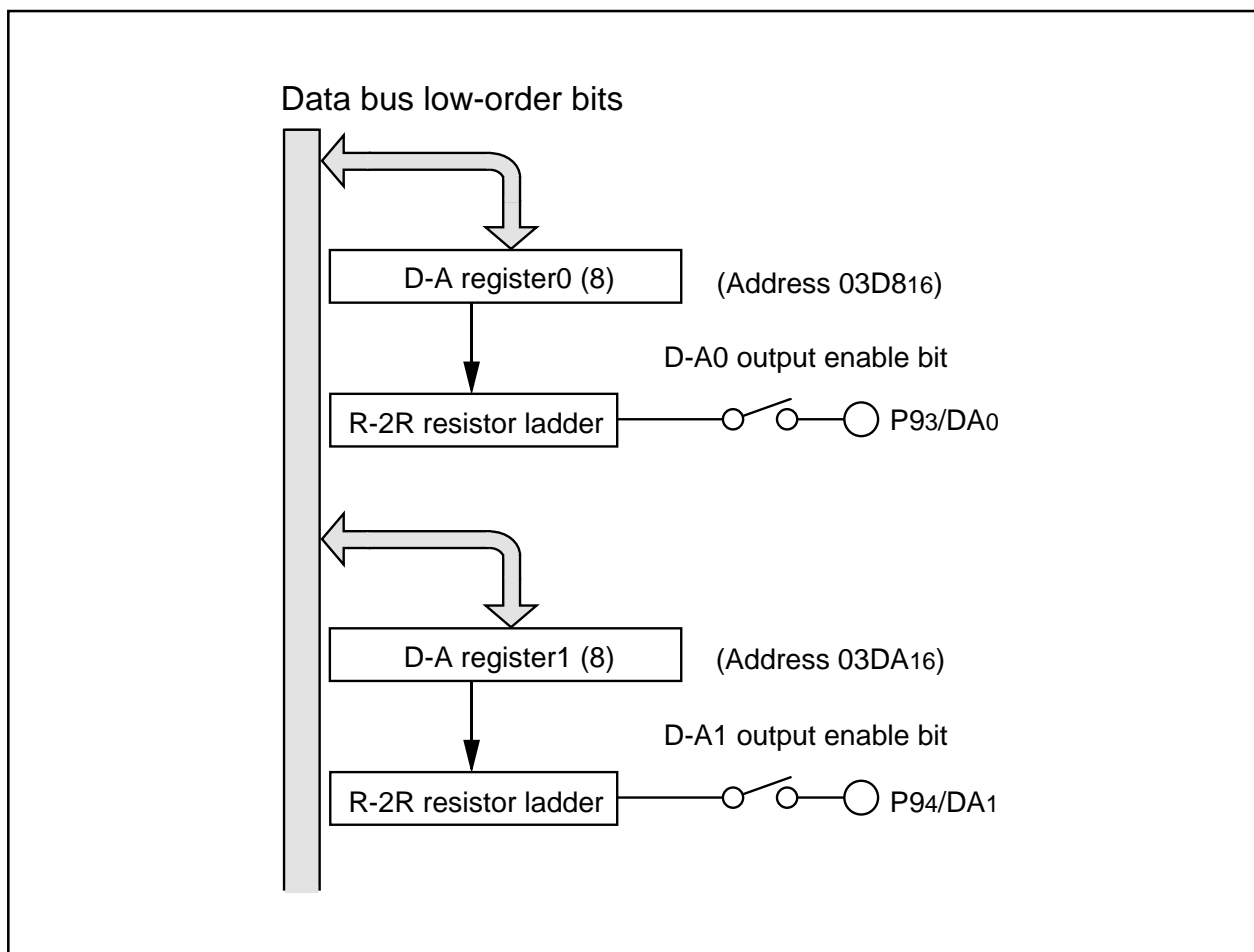 Data bus low-order bits
D-A register0 (8)
(Address 03D816)
D-A0 output enable bit
R-2R resistor ladder
P93/DA0
D-A register1 (8)
(Address 03DA16)
D-A1 output enable bit
R-2R resistor ladder
P94/DA1